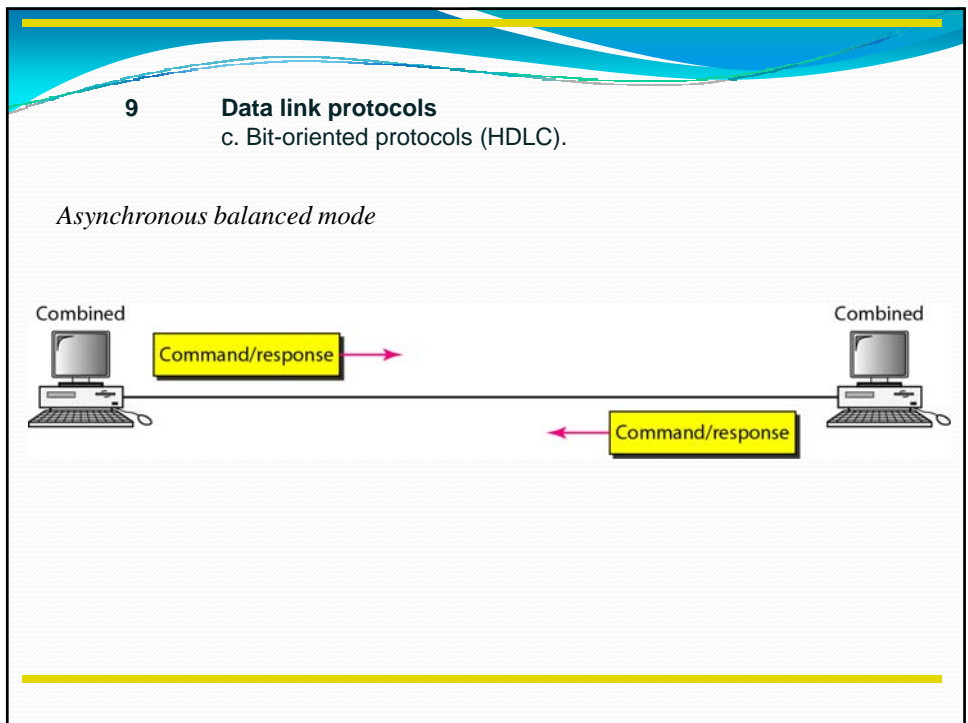 9 Data link protocols
c. Bit-oriented protocols (HDLC).
Asynchronous balanced mode
Combined Combined
Command/response
Command/response